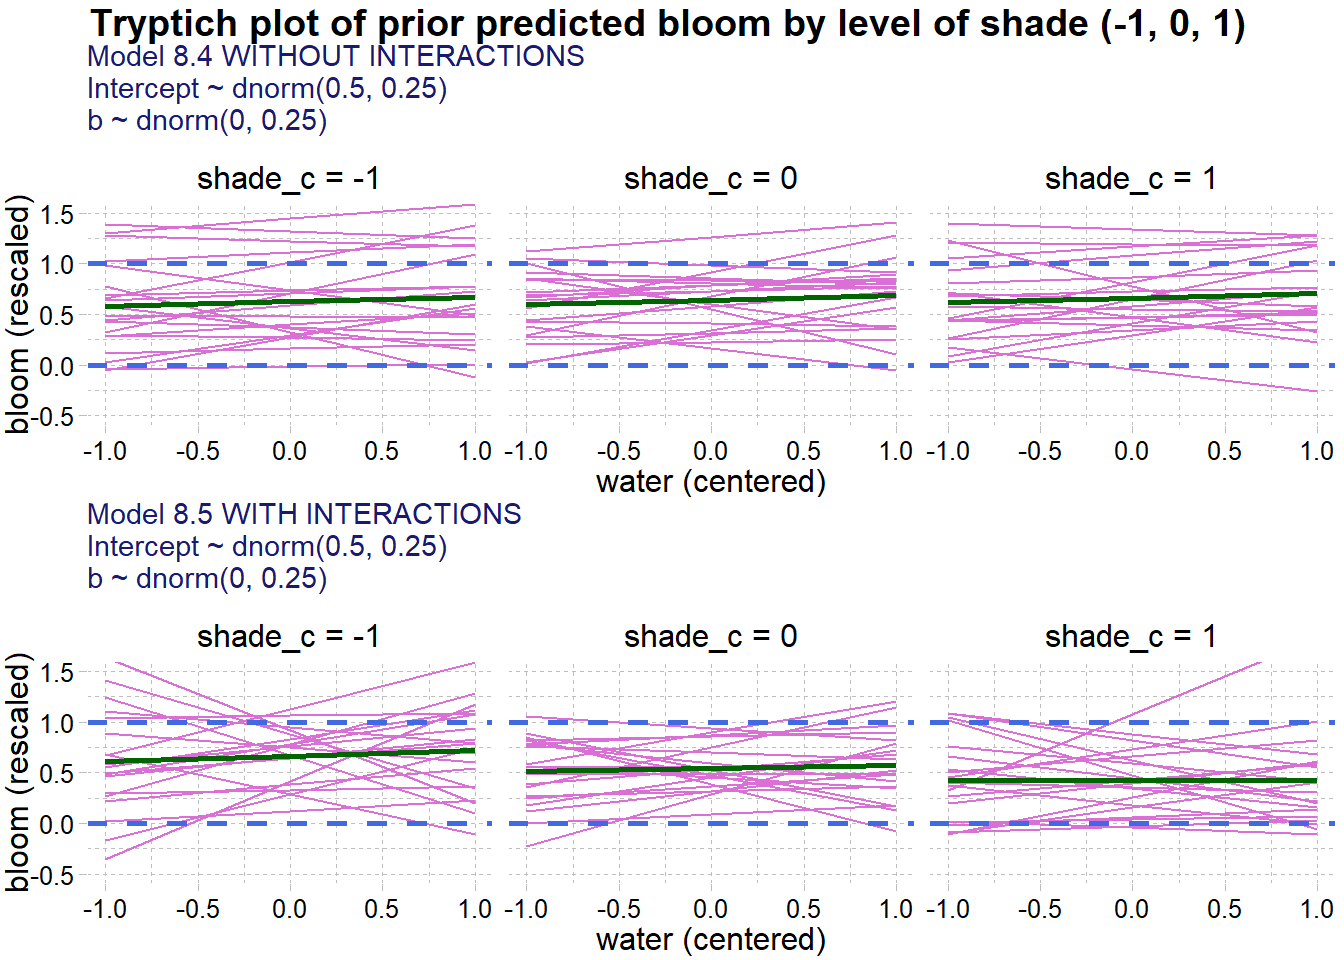 Tryptich plot of prior predicted bloom by level of shade (-1, 0, 1)
Model 8.4 WITHOUT INTERACTIONS
Intercept ~ dnorm(0.5, 0.25)
b ~ dnorm(0, 0.25)
shade_c = -1
shade_c = 0
shade_c = 1
bloom (rescaled)
1.5
1.0
0.5
0.0
-0.5
-1.0 -0.5 0.0 0.5 1.0
-1.0 -0.5 0.0 0.5 1.0
-1.0 -0.5 0.0 0.5 1.0
water (centered)
Model 8.5 WITH INTERACTIONS
Intercept ~ dnorm(0.5, 0.25)
b ~ dnorm(0, 0.25)
shade_c = -1
shade_c = 0
shade_c = 1
bloom (rescaled)
1.5
1.0
0.5
0.0
-0.5
-1.0 -0.5 0.0 0.5 1.0
-1.0 -0.5 0.0 0.5 1.0
-1.0 -0.5 0.0 0.5 1.0
water (centered)